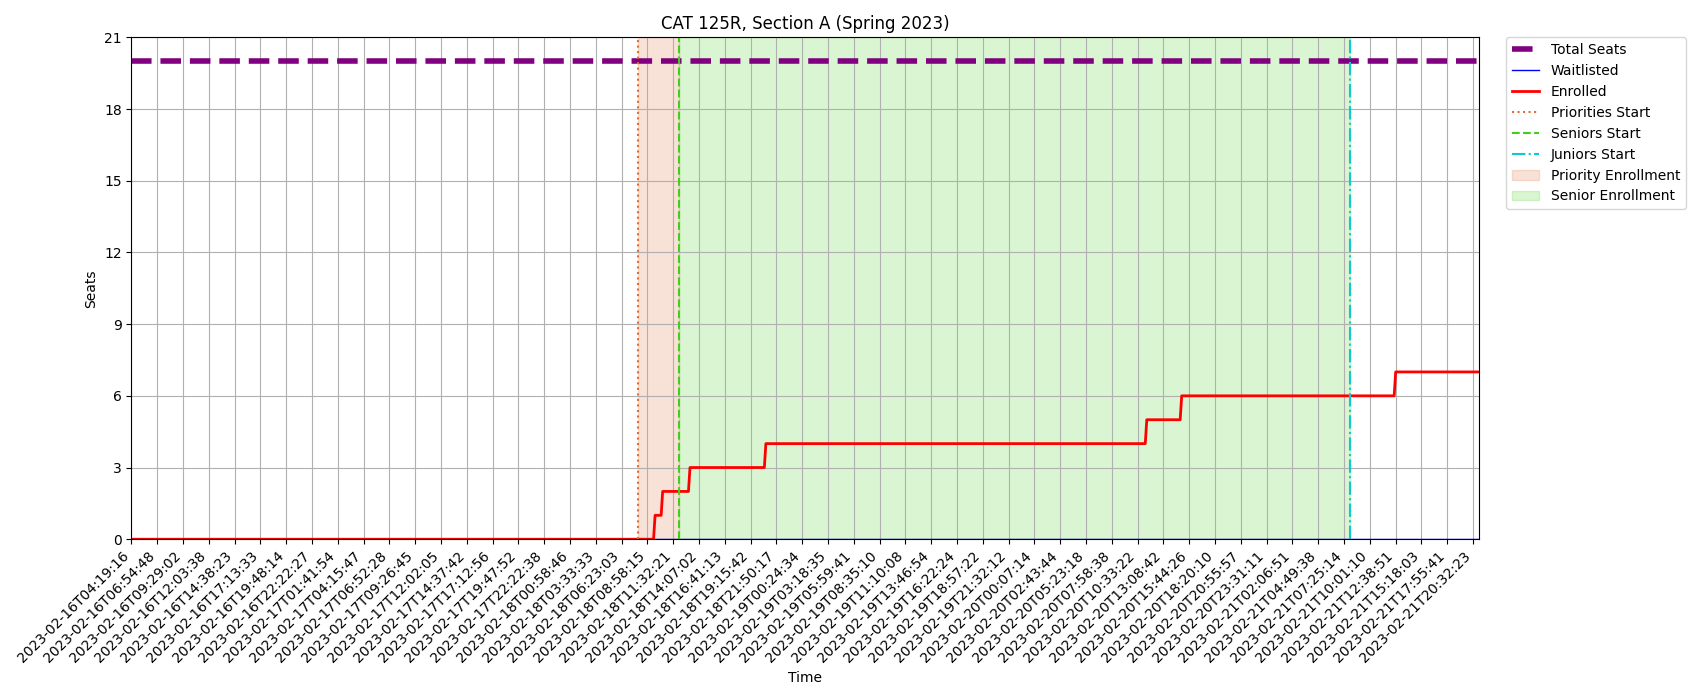 CAT 125R, Section A (Spring 2023)
21
18
15
12
9
6
3
0
Seats
Total Seats
Waitlisted
Enrolled
Priorities Start
Seniors Start
Juniors Start
Priority Enrollment
Senior Enrollment
2023-02-16T04:19:16
2023-02-16T06:54:48
2023-02-16T09:29:02
2023-02-16T12:03:38
2023-02-16T14:38:23
2023-02-16T17:13:33
2023-02-16T19:48:14
2023-02-16T22:22:27
2023-02-17T01:41:54
2023-02-17T04:15:47
2023-02-17T06:52:28
2023-02-17T09:26:45
2023-02-17T12:02:05
2023-02-17T14:37:42
2023-02-17T17:12:56
2023-02-17T19:47:52
2023-02-17T22:22:38
2023-02-18T00:58:46
2023-02-18T03:33:33
2023-02-18T06:23:03
2023-02-18T08:58:15
2023-02-18T11:32:21
2023-02-18T14:07:02
2023-02-18T16:41:13
2023-02-18T19:15:42
2023-02-18T21:50:17
2023-02-19T00:24:34
2023-02-19T03:18:35
2023-02-19T05:59:41
2023-02-19T08:35:10
2023-02-19T11:10:08
2023-02-19T13:46:54
2023-02-19T16:22:24
2023-02-19T18:57:22
2023-02-19T21:32:12
2023-02-20T00:07:14
2023-02-20T02:43:44
2023-02-20T05:23:18
2023-02-20T07:58:38
2023-02-20T10:33:22
2023-02-20T13:08:42
2023-02-20T15:44:26
2023-02-20T18:20:10
2023-02-20T20:55:57
2023-02-20T23:31:11
2023-02-21T02:06:51
2023-02-21T04:49:38
2023-02-21T07:25:14
2023-02-21T10:01:10
2023-02-21T12:38:51
2023-02-21T15:18:03
2023-02-21T17:55:41
2023-02-21T20:32:23
Time